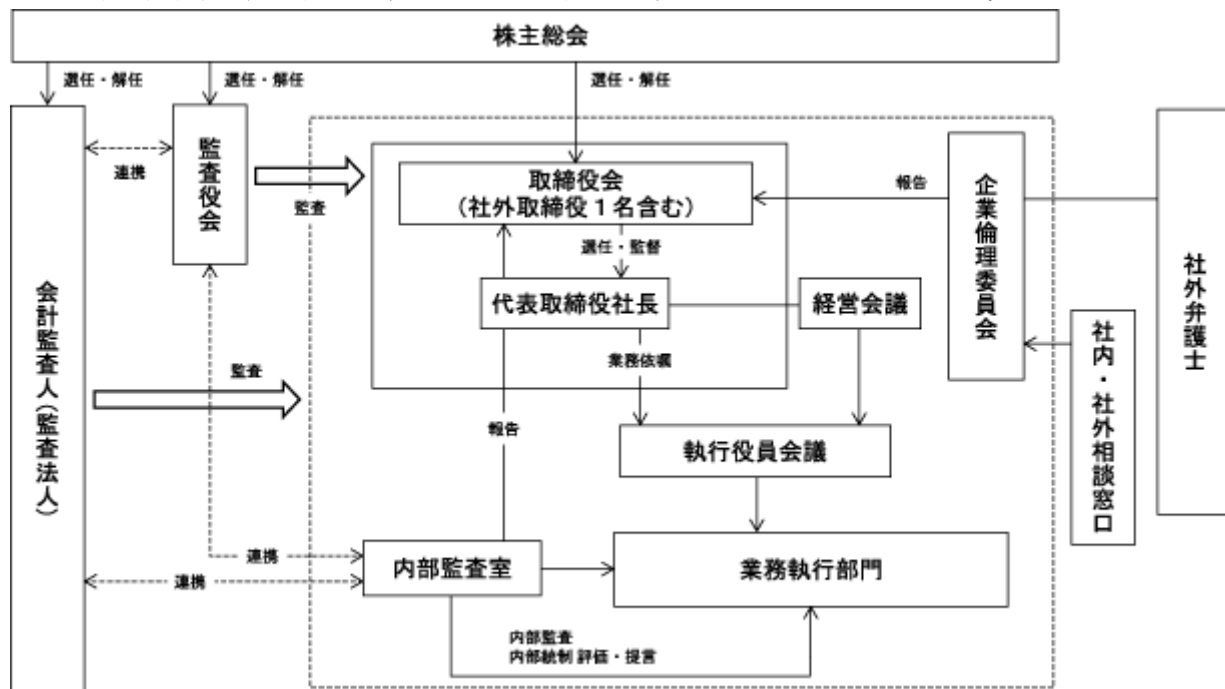 株主総会
選任・解任
選任・解任
選任・解任
監査役会
連携
監査
取締役会
(社外取締役1名含む)
報告
企業倫理委員会
社外弁護士
選任・監督
代表取締役社長
経営会議
社内・社外相談窓口
会計監査人(監査法人)
業務依嘱
監査
報告
執行役員会議
連携
連携
内部監査室
業務執行部門
内部監査
内部統制 評価・提言